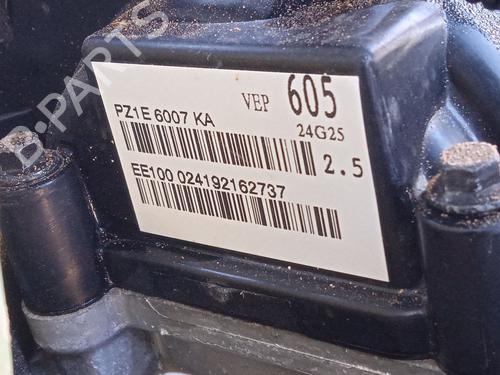 PZ1E 6007 KA
VEP 605
24G25
2.5
EE100 024192162737
B-PARTS